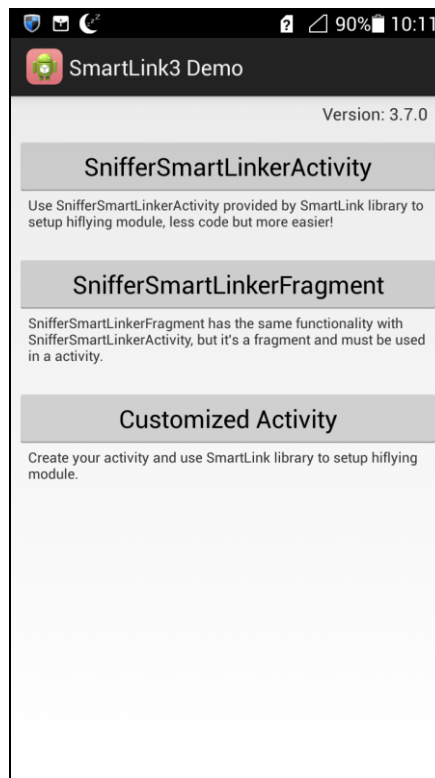 90% 10:11
SmartLink3 Demo
Version: 3.7.0
SnifferSmartLinkerActivity
Use SnifferSmartLinkerActivity provided by SmartLink library to
setup hiflying module, less code but more easier!
SnifferSmartLinkerFragment
SnifferSmartLinkerFragment has the same functionality with
SnifferSmartLinkerActivity, but it's a fragment and must be used
in a activity.
Customized Activity
Create your activity and use SmartLink library to setup hiflying
module.